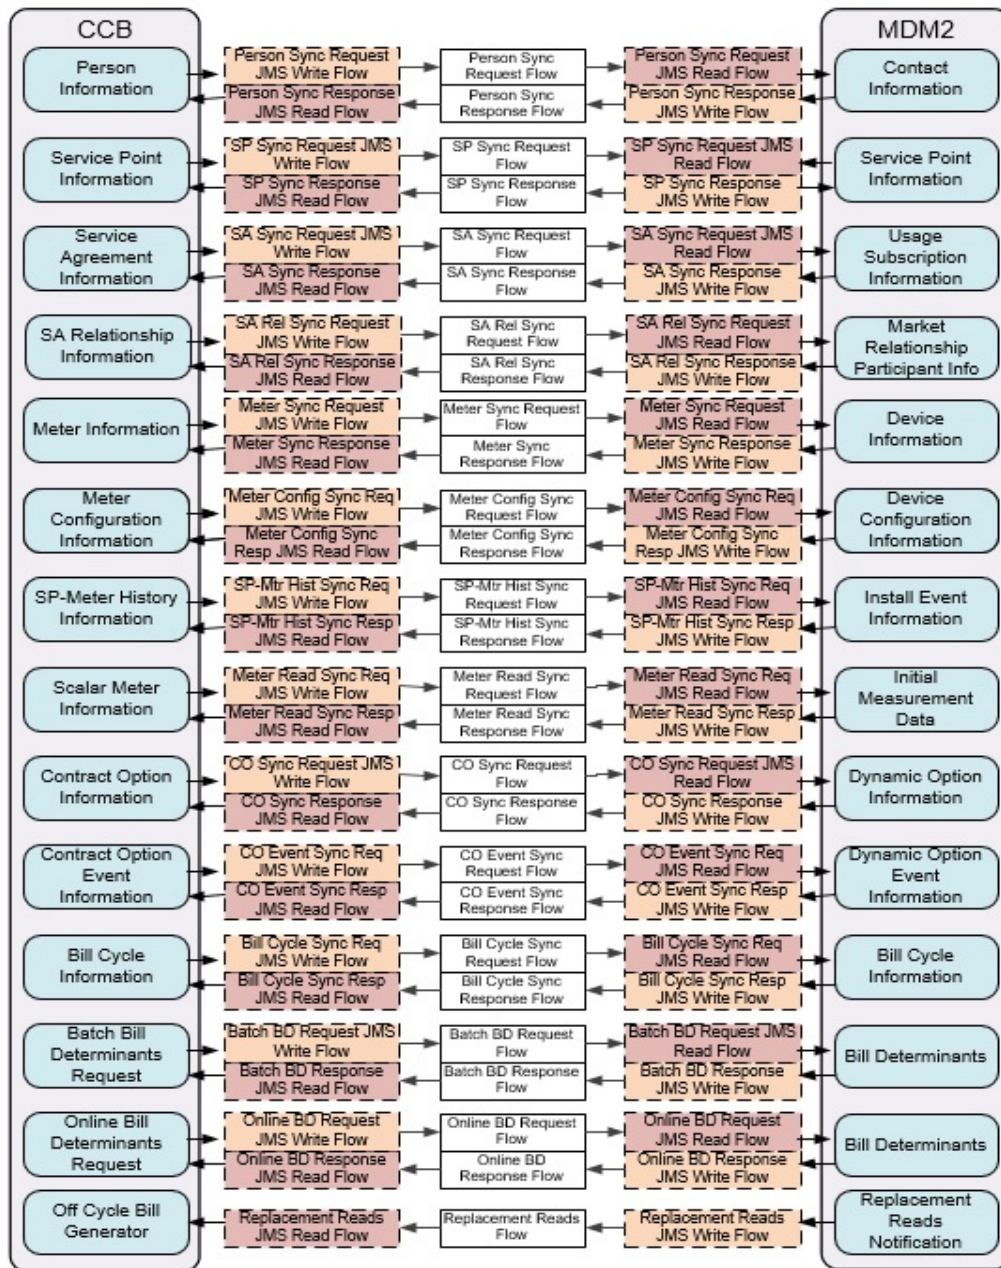 CCB
MDM2
Person
Information
Person Sync Request
JMS Write Flow
Person Sync
Request Flow
Person Sync Request
JMS Read Flow
Contact
Information
Person Sync Response
JMS Read Flow
Person Sync
Response Flow
Person Sync Response
JMS Write Flow
Service Point
Information
SP Sync Request JMS
Write Flow
SP Sync Request
Flow
SP Sync Request JMS
Read Flow
Service Point
Information
SP Sync Response
JMS Read Flow
SP Sync Response
Flow
SP Sync Response
JMS Write Flow
Service
Agreement
Information
SA Sync Request JMS
Write Flow
SA Sync Request
Flow
SA Sync Request JMS
Read Flow
Usage
Subscription
Information
SA Sync Response
JMS Read Flow
SA Sync Response
Flow
SA Sync Response
JMS Write Flow
SA Relationship
Information
SA Rel Sync Request
JMS Write Flow
SA Rel Sync
Request Flow
SA Rel Sync Request
JMS Read Flow
Market
Relationship
Participant Info
SA Rel Sync Response
JMS Read Flow
SA Rel Sync
Response Flow
SA Rel Sync Response
JMS Write Flow
Meter Information
Meter Sync Request
JMS Write Flow
Meter Sync Request
Flow
Meter Sync Request
JMS Read Flow
Device
Information
Meter Sync Response
JMS Read Flow
Meter Sync
Response Flow
Meter Sync Response
JMS Write Flow
Meter
Configuration
Information
Meter Config Sync Req
JMS Write Flow
Meter Config Sync
Request Flow
Meter Config Sync Req
JMS Read Flow
Device
Configuration
Information
Meter Config Sync
Resp JMS Read Flow
Meter Config Sync
Response Flow
Meter Config Sync
Resp JMS Write Flow
SP-Meter History
Information
SP-Mtr Hist Sync Req
JMS Write Flow
SP-Mtr Hist Sync
Request Flow
SP-Mtr Hist Sync Req
JMS Read Flow
Install Event
Information
SP-Mtr Hist Sync Resp
JMS Read Flow
SP-Mtr Hist Sync
Response Flow
SP-Mtr Hist Sync Resp
JMS Write Flow
Scalar Meter
Information
Meter Read Sync Req
JMS Write Flow
Meter Read Sync
Request Flow
Meter Read Sync Req
JMS Read Flow
Initial
Measurement
Data
Meter Read Sync Resp
JMS Read Flow
Meter Read Sync
Response Flow
Meter Read Sync Resp
JMS Write Flow
Contract Option
Information
CO Sync Request JMS
Write Flow
CO Sync Request
Flow
CO Sync Request JMS
Read Flow
Dynamic Option
Information
CO Sync Response
JMS Read Flow
CO Sync Response
Flow
CO Sync Response
JMS Write Flow
Contract Option
Event
Information
CO Event Sync Req
JMS Write Flow
CO Event Sync
Request Flow
CO Event Sync Req
JMS Read Flow
Dynamic Option
Event
Information
CO Event Sync Resp
JMS Read Flow
CO Event Sync
Response Flow
CO Event Sync Resp
JMS Write Flow
Bill Cycle
Information
Bill Cycle Sync Req
JMS Write Flow
Bill Cycle Sync
Request Flow
Bill Cycle Sync Req
JMS Read Flow
Bill Cycle
Information
Bill Cycle Sync Resp
JMS Read Flow
Bill Cycle Sync
Response Flow
Bill Cycle Sync Resp
JMS Write Flow
Batch Bill
Determinants
Request
Batch BD Request JMS
Write Flow
Batch BD Request
Flow
Batch BD Request JMS
Read Flow
Bill Determinants
Batch BD Response
JMS Read Flow
Batch BD Response
Flow
Batch BD Response
JMS Write Flow
Online Bill
Determinants
Request
Online BD Request
JMS Write Flow
Online BD Request
Flow
Online BD Request
JMS Read Flow
Bill Determinants
Online BD Response
JMS Read Flow
Online BD
Response Flow
Online BD Response
JMS Write Flow
Off Cycle Bill
Generator
Replacement Reads
JMS Read Flow
Replacement Reads
Flow
Replacement Reads
JMS Write Flow
Replacement
Reads
Notification